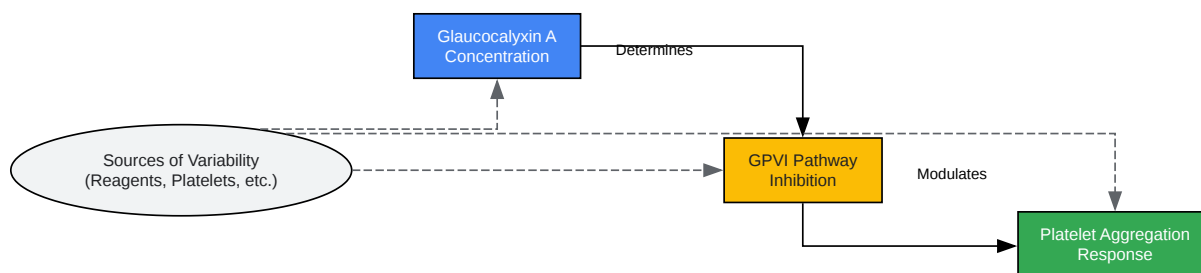 Glaucocalyxin A
Concentration
Determines
Sources of Variability
(Reagents, Platelets, etc.)
GPVI Pathway
Inhibition
Modulates
Platelet Aggregation
Response